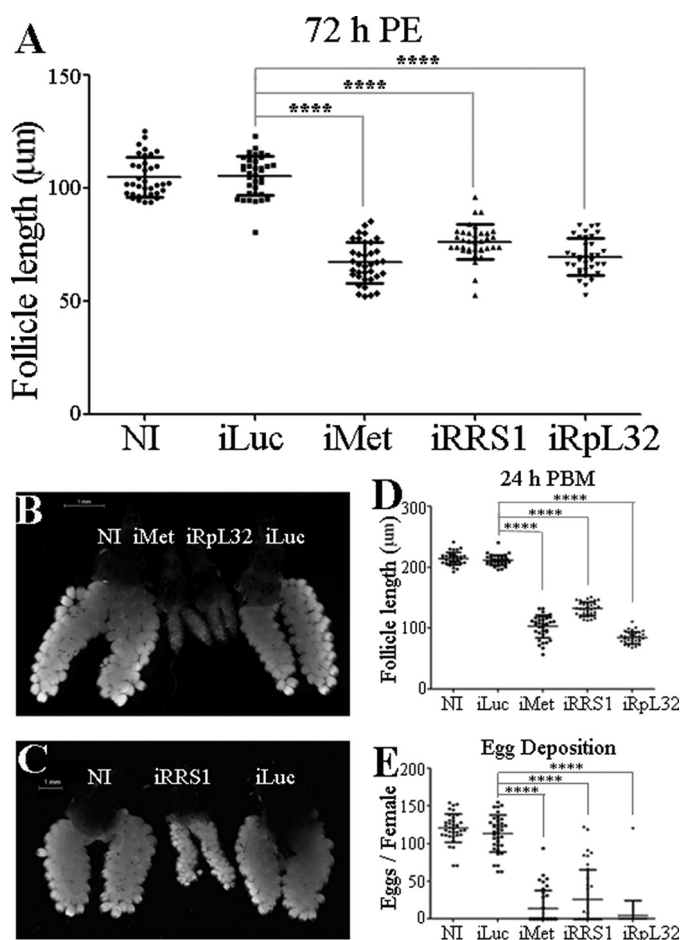 A
72 h PE
****
****
****
150
100
50
0
Follicle length (μm)
NI iLuc iMet iRRS1 iRpL32
B
1 mm
NI iMet iRpL32 iLuc
C
1 mm
NI iRRS1 iLuc
D
24 h PBM
****
****
****
300
200
100
0
Follicle length (μm)
NI iLuc iMet iRRS1 iRpL32
E
Egg Deposition
****
****
****
200
150
100
50
0
Eggs / Female
NI iLuc iMet iRRS1 iRpL32